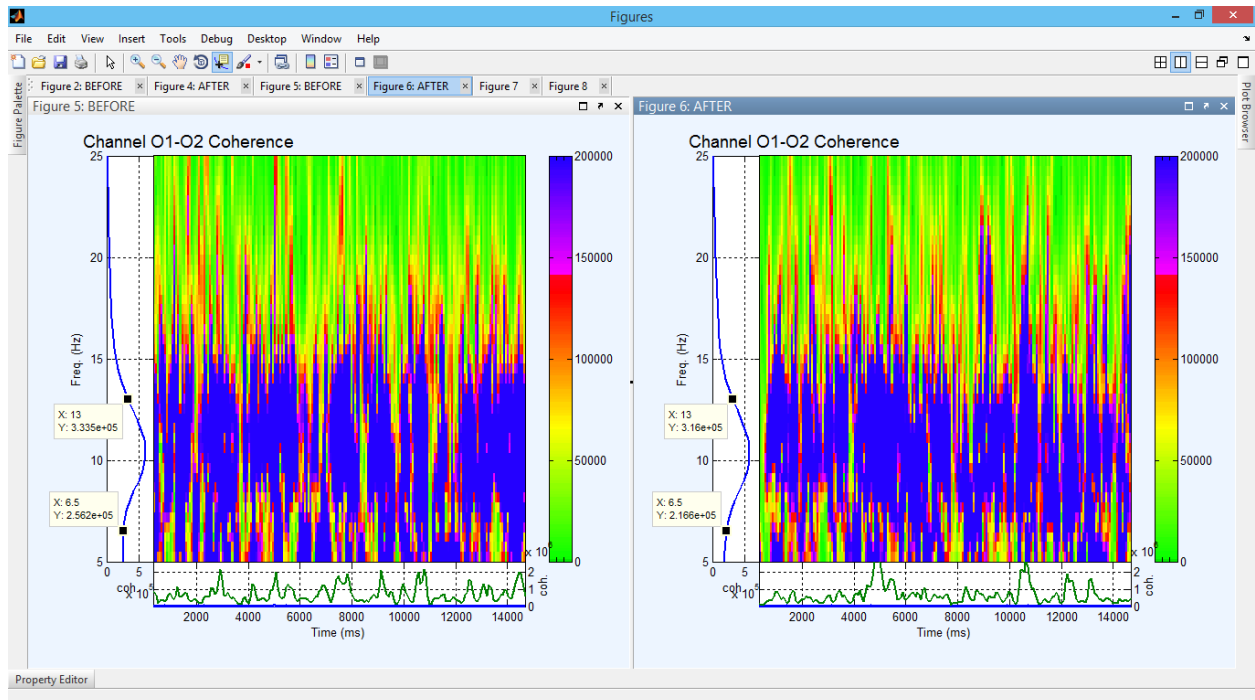 Figures
File Edit View Insert Tools Debug Desktop Window Help
Figure 2: BEFORE Figure 4: AFTER Figure 5: BEFORE Figure 6: AFTER Figure 7 Figure 8
Figure Palette
Figure 5: BEFORE
Channel O1-O2 Coherence
25
20
15
10
5
Freq. (Hz)
X: 13
Y: 3.335e+05
X: 6.5
Y: 2.562e+05
0 5
coh.
x 10
200000
150000
100000
50000
0
x 10
2
1
0
coh.
2000 4000 6000 8000 10000 12000 14000
Time (ms)
Figure 6: AFTER
Channel O1-O2 Coherence
25
20
15
10
5
Freq. (Hz)
X: 13
Y: 3.16e+05
X: 6.5
Y: 2.166e+05
0 5
coh.
x 10
200000
150000
100000
50000
0
x 10
2
1
0
coh.
2000 4000 6000 8000 10000 12000 14000
Time (ms)
Plot Browser
Property Editor